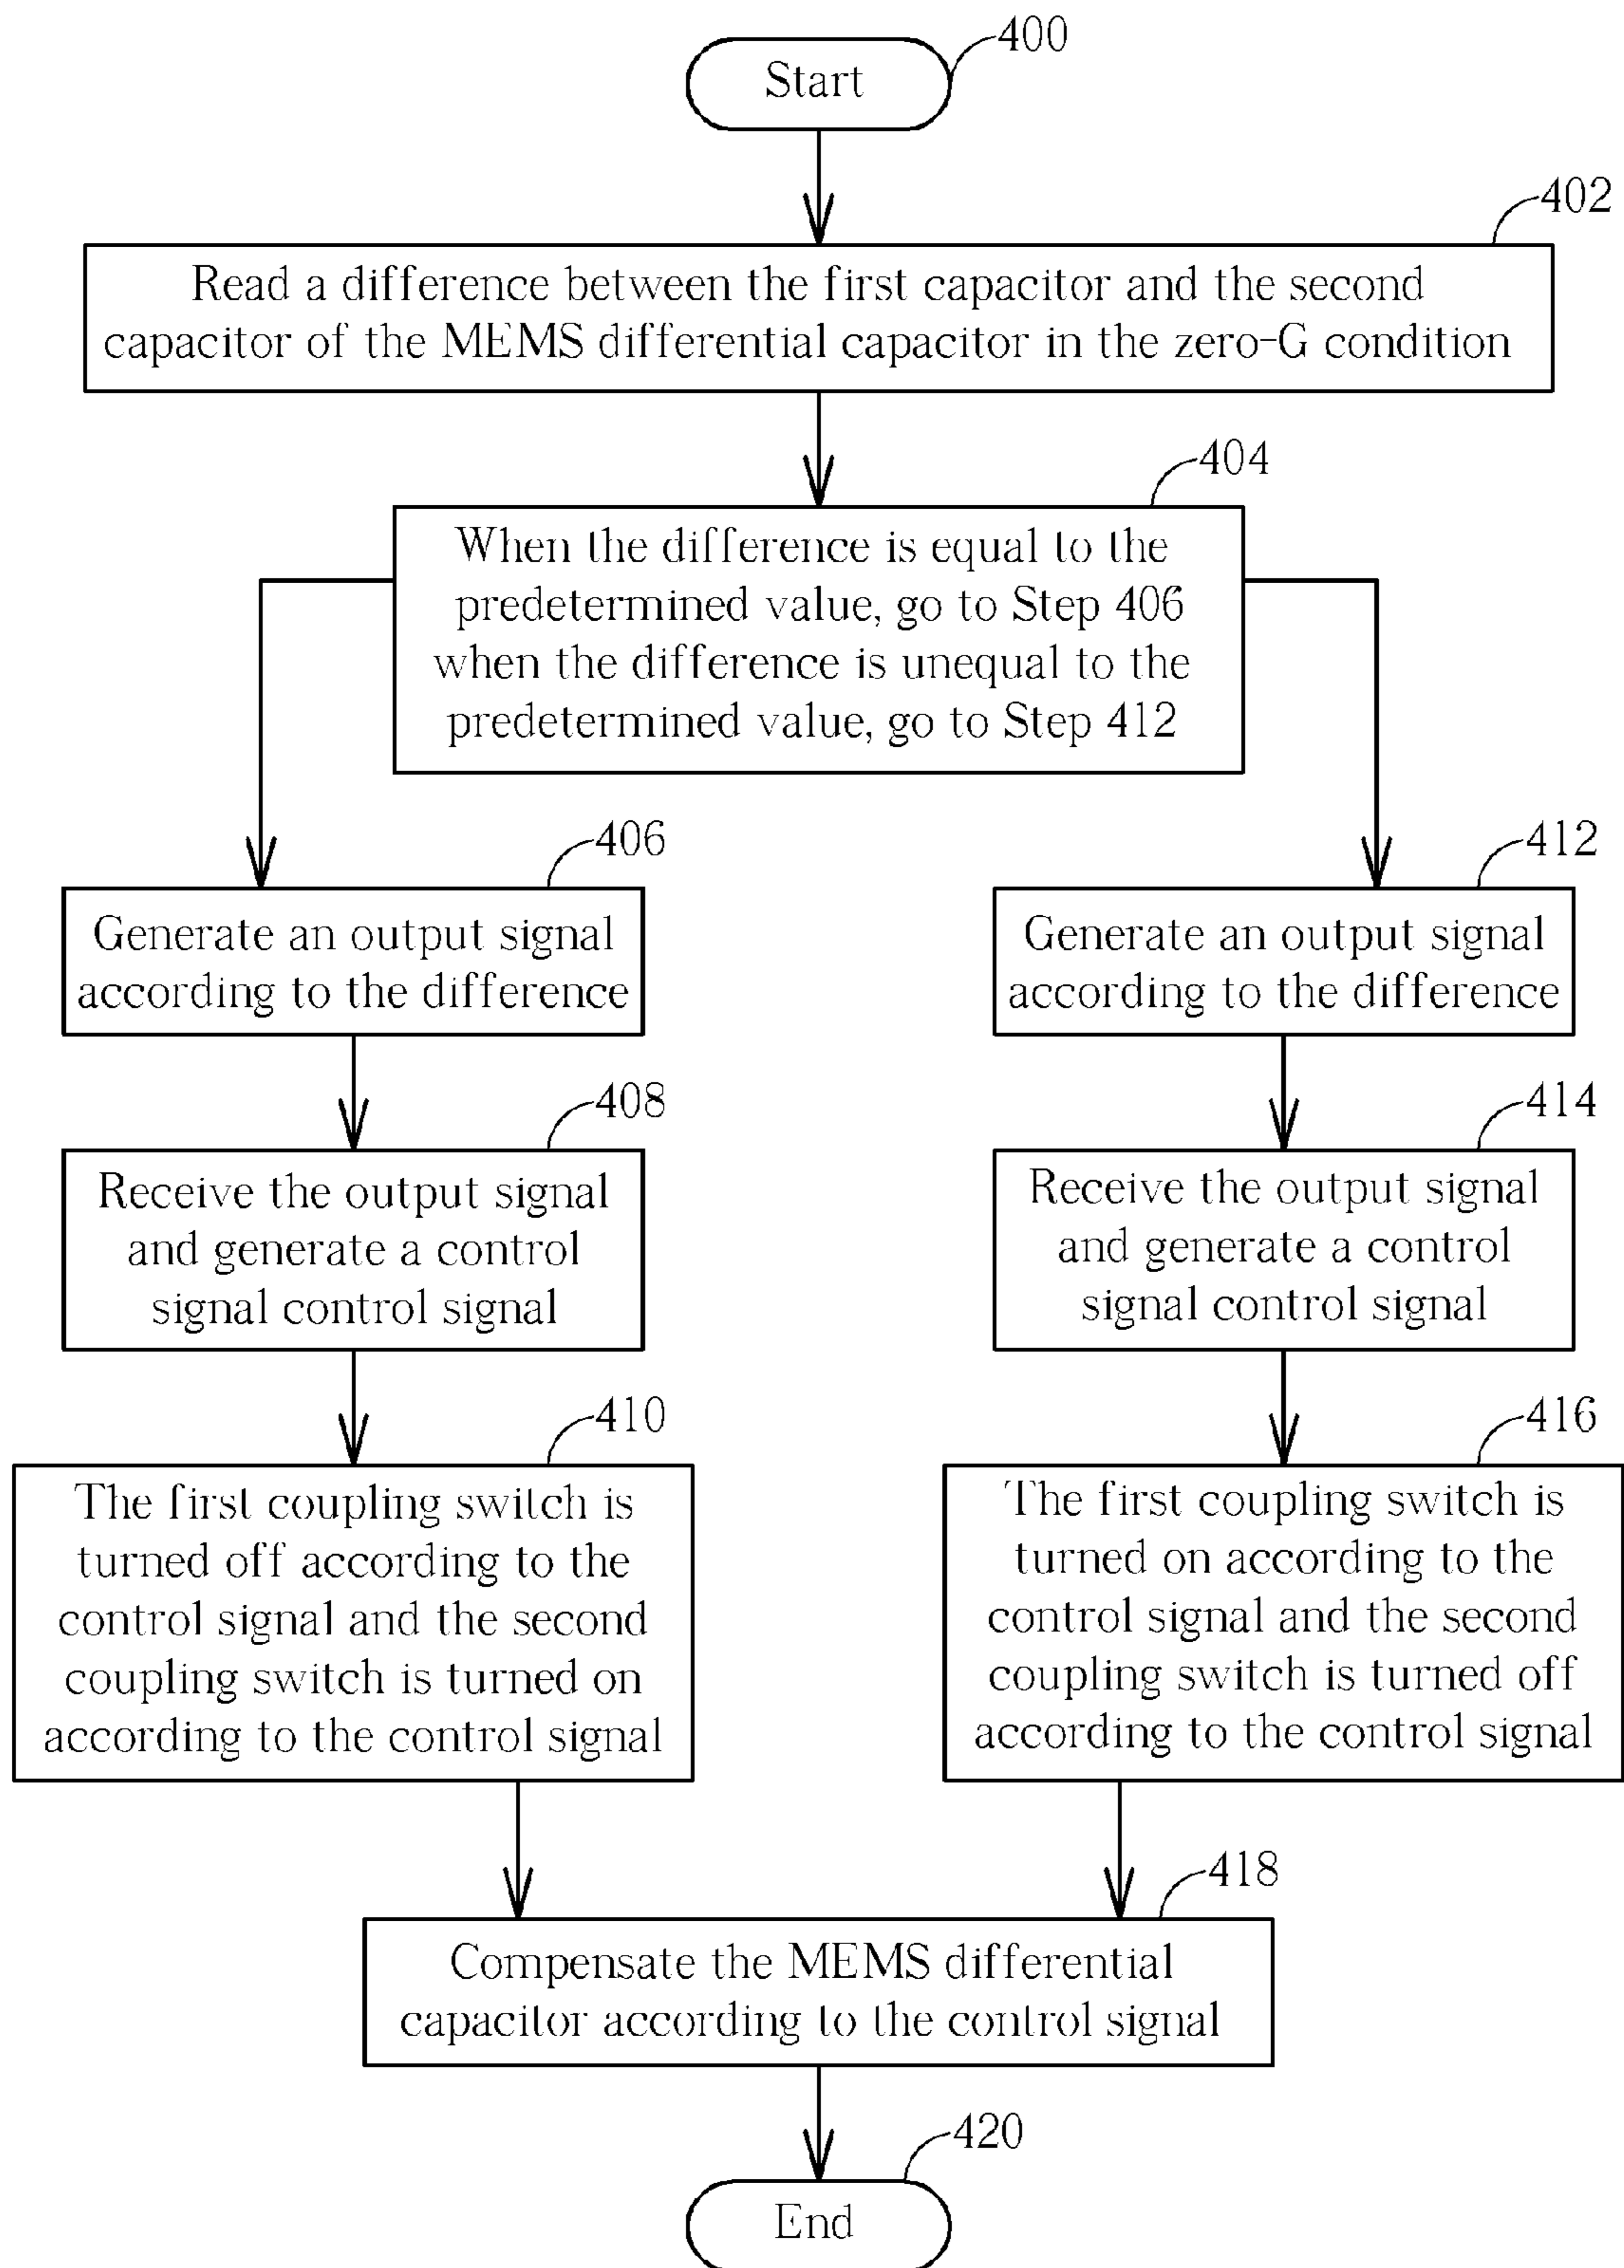 400
Start
402
Read a difference between the first capacitor and the second
capacitor of the MEMS differential capacitor in the zero-G condition
404
When the difference is equal to the
predetermined value, go to Step 406
when the difference is unequal to the
predetermined value, go to Step 412
406
Generate an output signal
according to the difference
408
Receive the output signal
and generate a control
signal control signal
410
The first coupling switch is
turned off according to the
control signal and the second
coupling switch is turned on
according to the control signal
412
Generate an output signal
according to the difference
414
Receive the output signal
and generate a control
signal control signal
416
The first coupling switch is
turned on according to the
control signal and the second
coupling switch is turned off
according to the control signal
418
Compensate the MEMS differential
capacitor according to the control signal
420
End